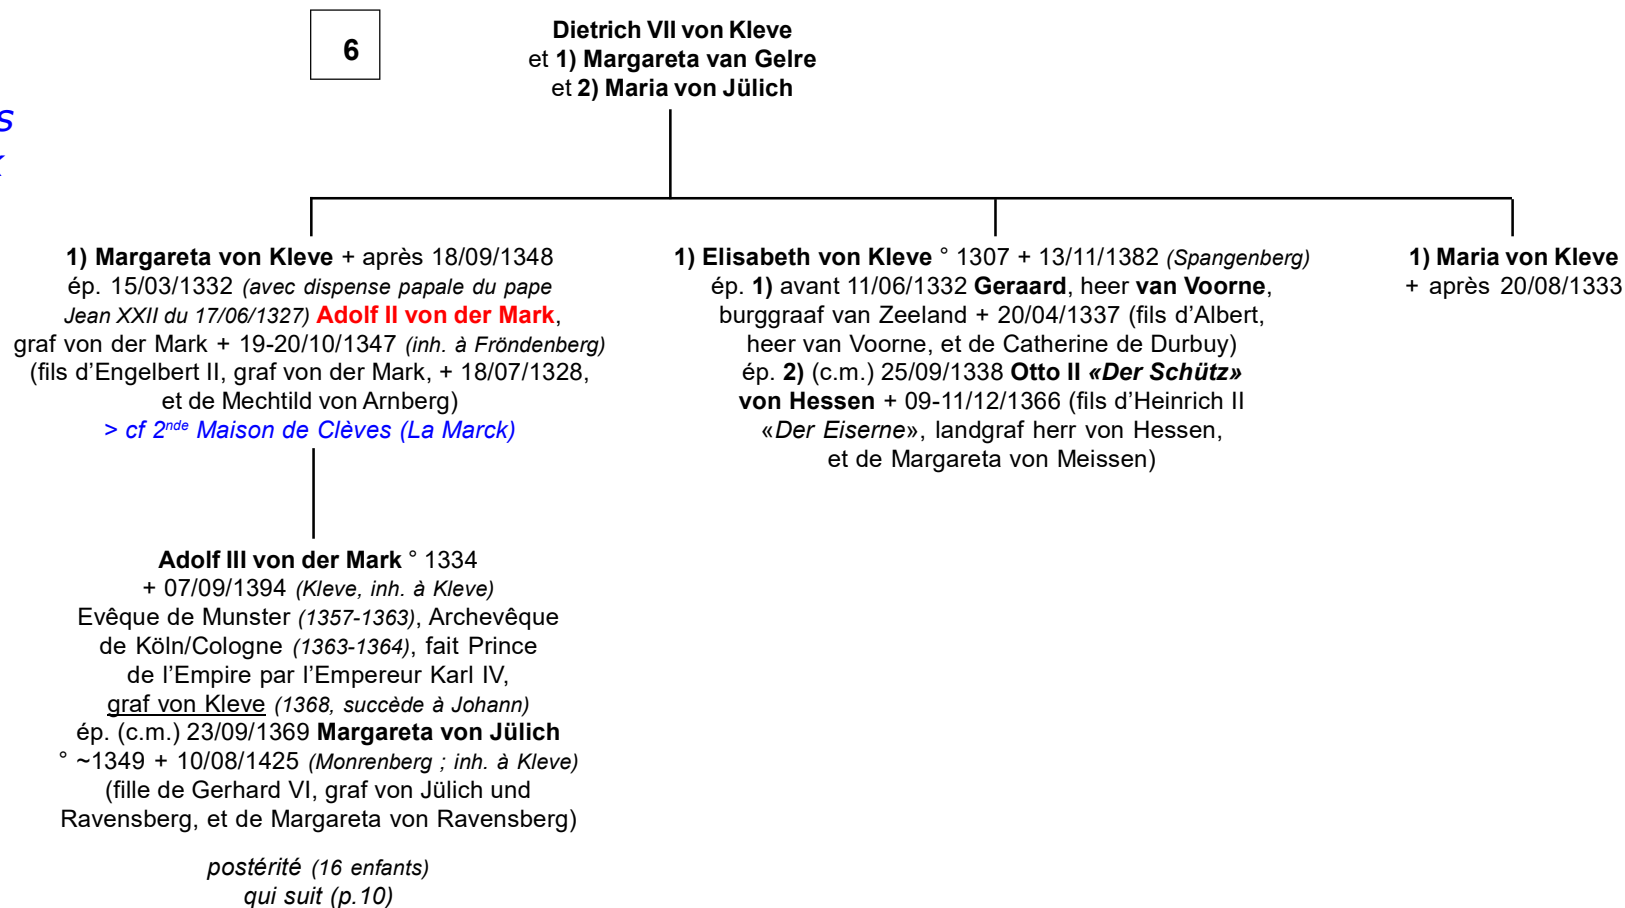 6
Dietrich VII von Kleve
et 1) Margareta van Gelre
et 2) Maria von Jülich
1) Margareta von Kleve + après 18/09/1348
ép. 15/03/1332 (avec dispense papale du pape
Jean XXII du 17/06/1327) Adolf II von der Mark,
graf von der Mark + 19-20/10/1347 (inh. à Fröndenberg)
(fils d’Engelbert II, graf von der Mark, + 18/07/1328,
et de Mechtild von Arnberg)
> cf 2nde Maison de Clèves (La Marck)
1) Elisabeth von Kleve ° 1307 + 13/11/1382 (Spangenberg)
ép. 1) avant 11/06/1332 Geraard, heer van Voorne,
burggraaf van Zeeland + 20/04/1337 (fils d’Albert,
heer van Voorne, et de Catherine de Durbuy)
ép. 2) (c.m.) 25/09/1338 Otto II «Der Schütz»
von Hessen + 09-11/12/1366 (fils d’Heinrich II
«Der Eiserne», landgraf herr von Hessen,
et de Margareta von Meissen)
1) Maria von Kleve
+ après 20/08/1333
Adolf III von der Mark ° 1334
+ 07/09/1394 (Kleve, inh. à Kleve)
Evêque de Munster (1357-1363), Archevêque
de Köln/Cologne (1363-1364), fait Prince
de l’Empire par l’Empereur Karl IV,
graf von Kleve (1368, succède à Johann)
ép. (c.m.) 23/09/1369 Margareta von Jülich
° ~1349 + 10/08/1425 (Monrenberg ; inh. à Kleve)
(fille de Gerhard VI, graf von Jülich und
Ravensberg, et de Margareta von Ravensberg)
postérité (16 enfants)
qui suit (p.10)